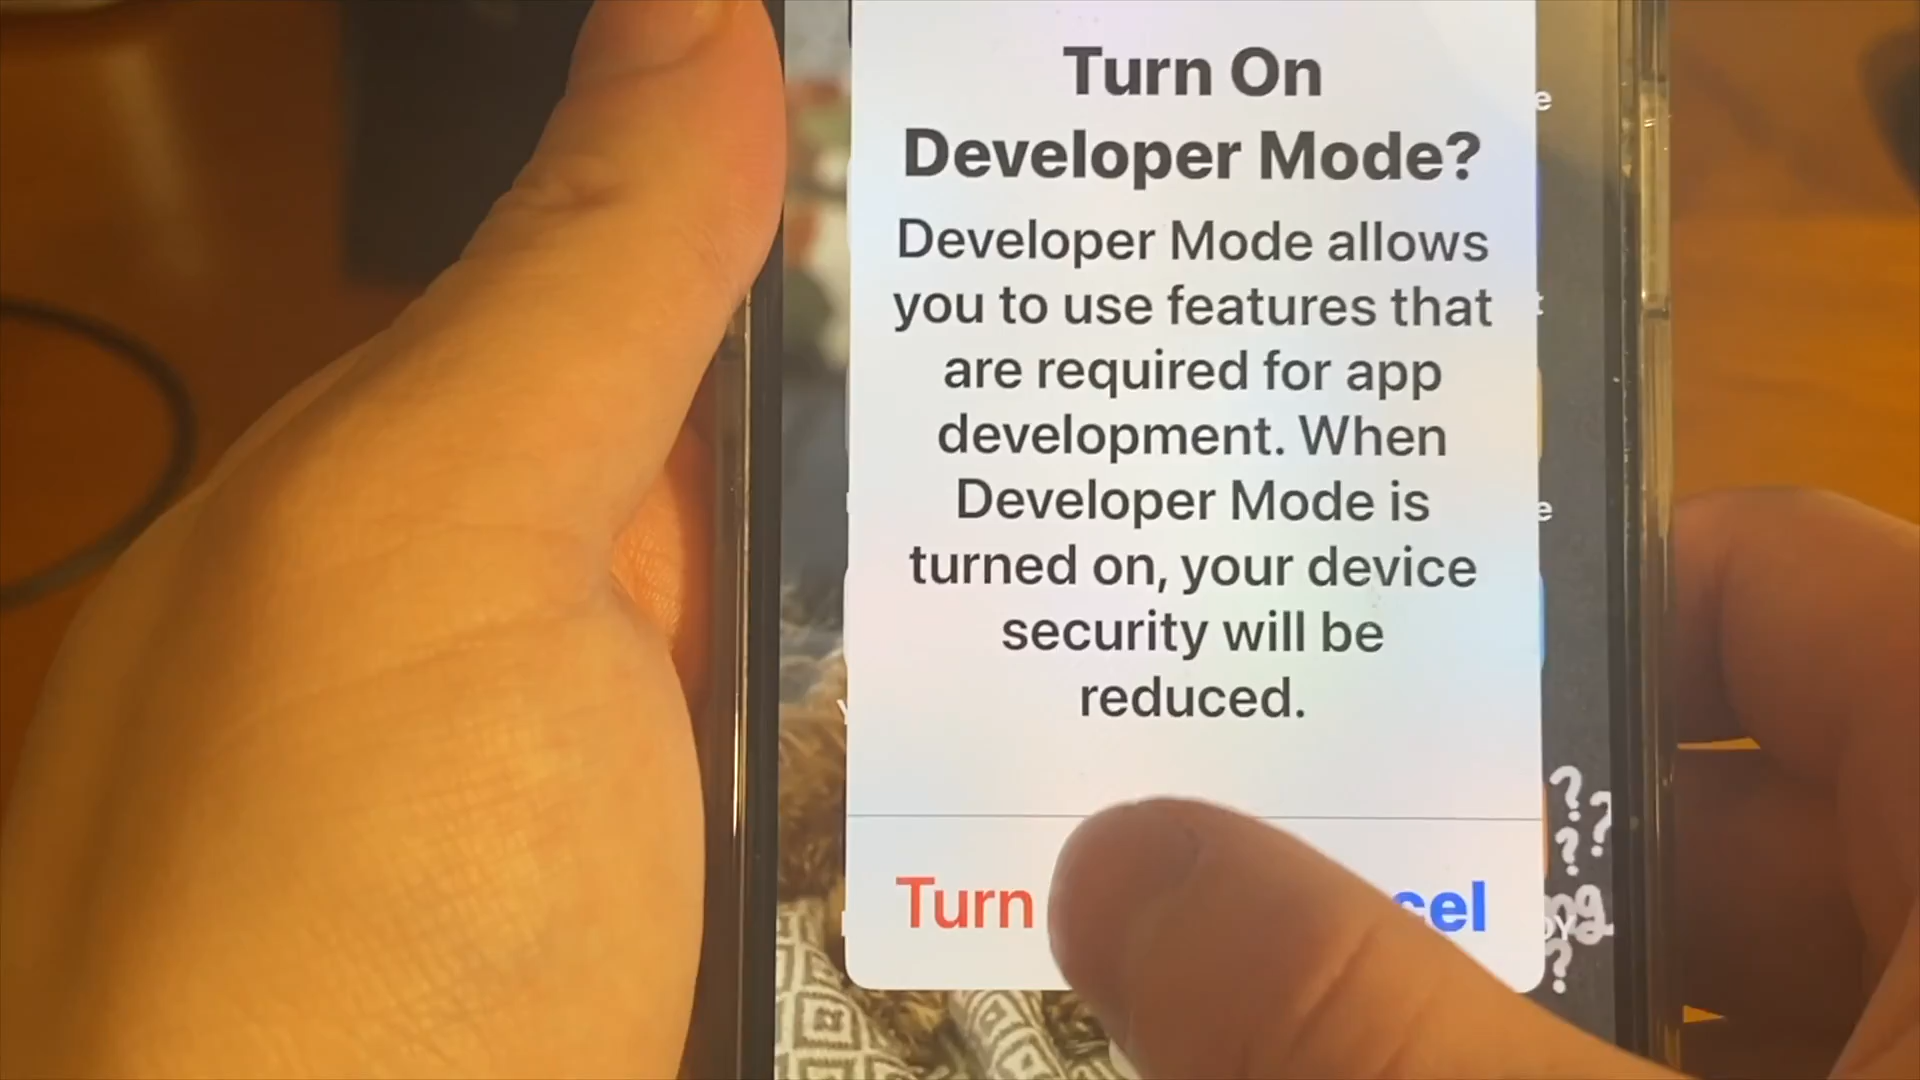 Turn On
Developer Mode?
Developer Mode allows
you to use features that
are required for app
development. When
Developer Mode is
turned on, your device
security will be
reduced.
Turn